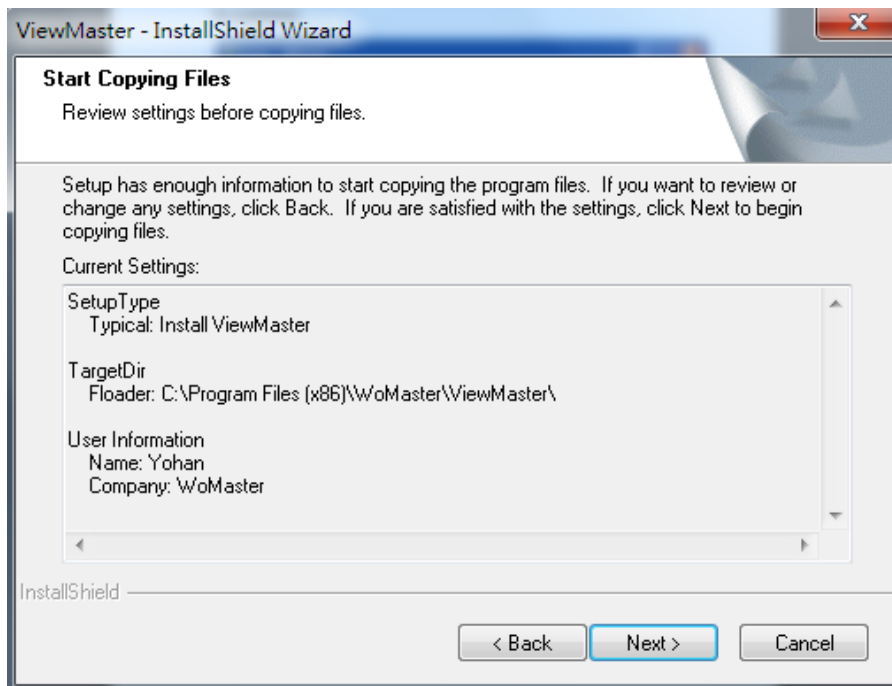 ViewMaster - InstallShield Wizard
Start Copying Files
Review settings before copying files.
Setup has enough information to start copying the program files. If you want to review or
change any settings, click Back. If you are satisfied with the settings, click Next to begin
copying files.
Current Settings:
SetupType
Typical: Install ViewMaster
TargetDir
Floader: C:\Program Files (x86)\WoMaster\ViewMaster\
User Information
Name: Yohan
Company: WoMaster
InstallShield
< Back
Next >
Cancel